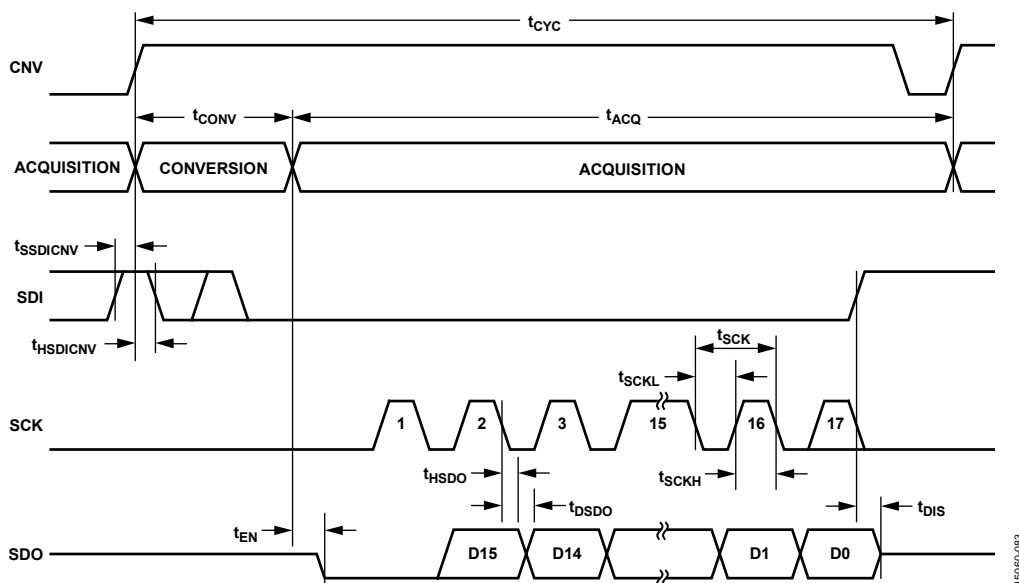 tCYC
CNV
tCONV
tACQ
ACQUISITION
CONVERSION
ACQUISITION
tSSDICNV
SDI
tHSDICNV
tSCK
tSCKL
SCK
1
2
3
15
16
17
tHSDO
tSCKH
tDSDO
tDIS
tEN
SDO
D15
D14
D1
D0
15060-083